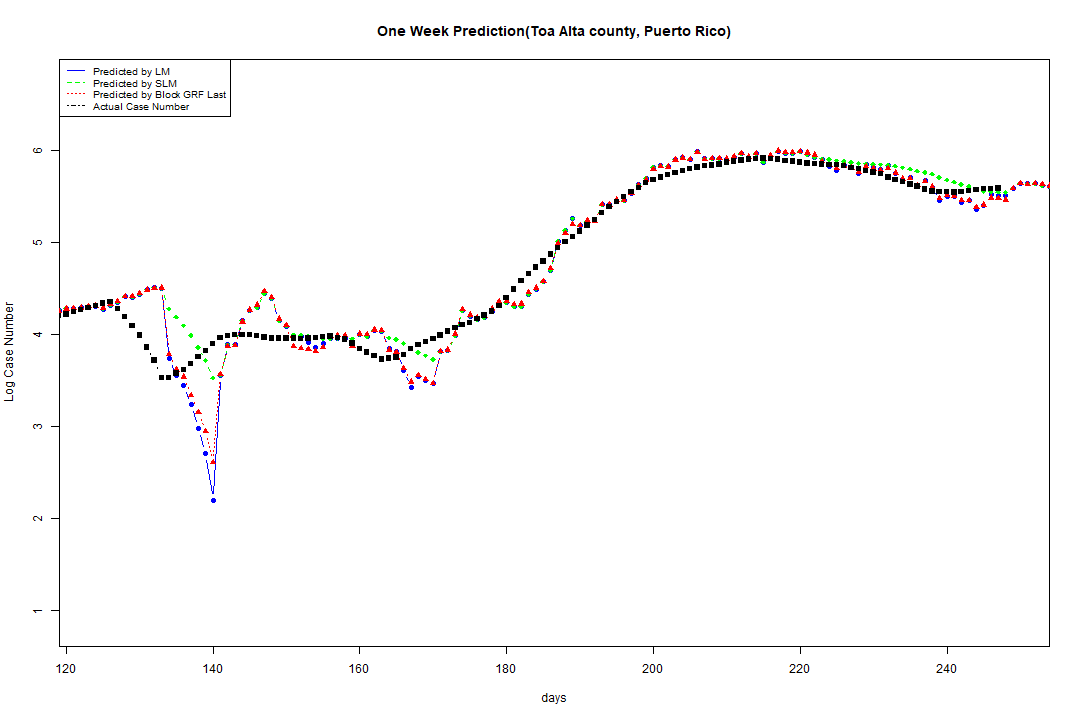 One Week Prediction(Toa Alta county, Puerto Rico)
Predicted by LM
Predicted by SLM
Predicted by Block GRF Last
Actual Case Number
Log Case Number
6
5
4
3
2
1
120 140 160 180 200 220 240
days